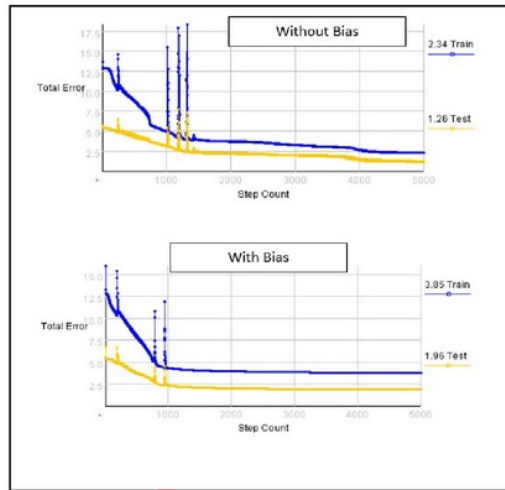 Without Bias
17.5
15.0
12.5
10.0
7.5
5.0
2.5
Total Error
2.34 Train
1.26 Test
1000 2000 3000 4000 5000
Step Count
With Bias
15.0
12.5
10.0
7.5
5.0
2.5
Total Error
3.85 Train
1.96 Test
0 1000 2000 3000 4000 5000
Step Count